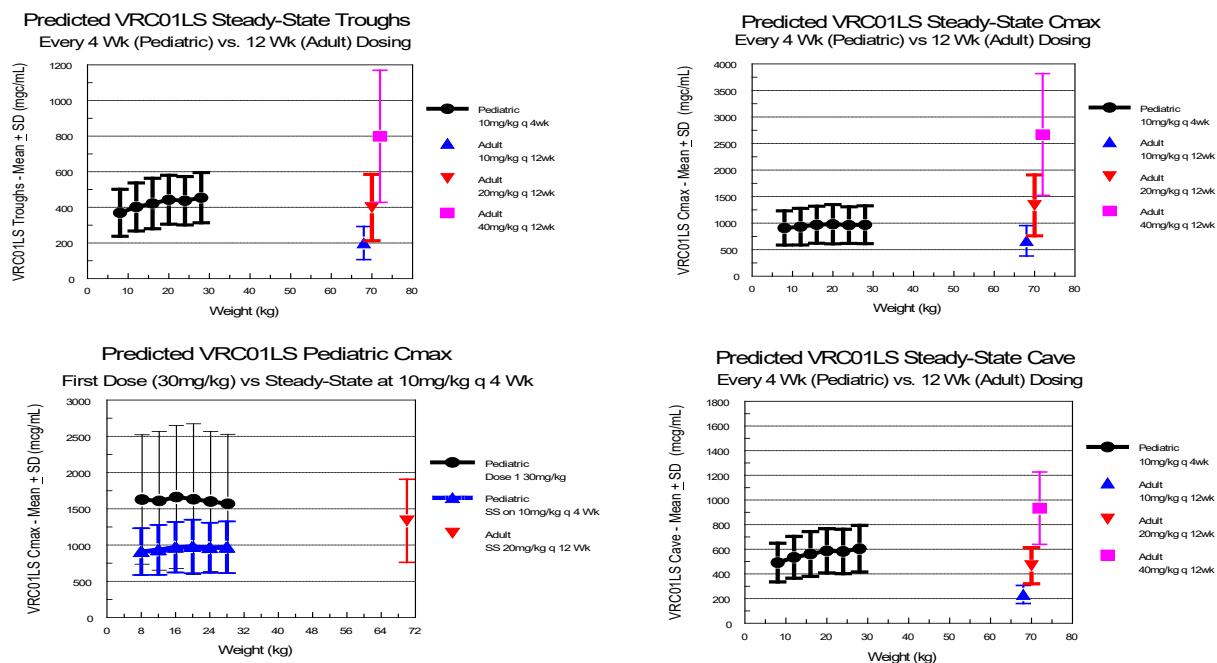 Predicted VRC01LS Steady-State Troughs
Every 4 Wk (Pediatric) vs. 12 Wk (Adult) Dosing
VRC01LS Troughs - Mean ± SD (mgc/mL)
1200
1000
800
600
400
200
0
0 10 20 30 40 50 60 70 80
Weight (kg)
Pediatric
10mg/kg q 4wk
Adult
10mg/kg q 12wk
Adult
20mg/kg q 12wk
Adult
40mg/kg q 12wk
Predicted VRC01LS Steady-State Cmax
Every 4 Wk (Pediatric) vs 12 Wk (Adult) Dosing
VRC01LS Cmax - Mean ± SD (mgc/mL)
4000
3500
3000
2500
2000
1500
1000
500
0
0 10 20 30 40 50 60 70 80
Weight (kg)
Pediatric
10mg/kg q 4wk
Adult
10mg/kg q 12wk
Adult
20mg/kg q 12wk
Adult
40mg/kg q 12wk
Predicted VRC01LS Pediatric Cmax
First Dose (30mg/kg) vs Steady-State at 10mg/kg q 4 Wk
VRC01LS Cmax - Mean ± SD (mcg/mL)
3000
2500
2000
1500
1000
500
0
0 8 16 24 32 40 48 56 64 72
Weight (kg)
Pediatric
Dose 1 30mg/kg
Pediatric
SS on 10mg/kg q 4 Wk
Adult
SS 20mg/kg q 12 Wk
Predicted VRC01LS Steady-State Cave
Every 4 Wk (Pediatric) vs. 12 Wk (Adult) Dosing
VRC01LS Cave - Mean ± SD (mcg/mL)
1800
1600
1400
1200
1000
800
600
400
200
0
0 10 20 30 40 50 60 70 80
Weight (kg)
Pediatric
10mg/kg q 4wk
Adult
10mg/kg q 12wk
Adult
20mg/kg q 12wk
Adult
40mg/kg q 12wk